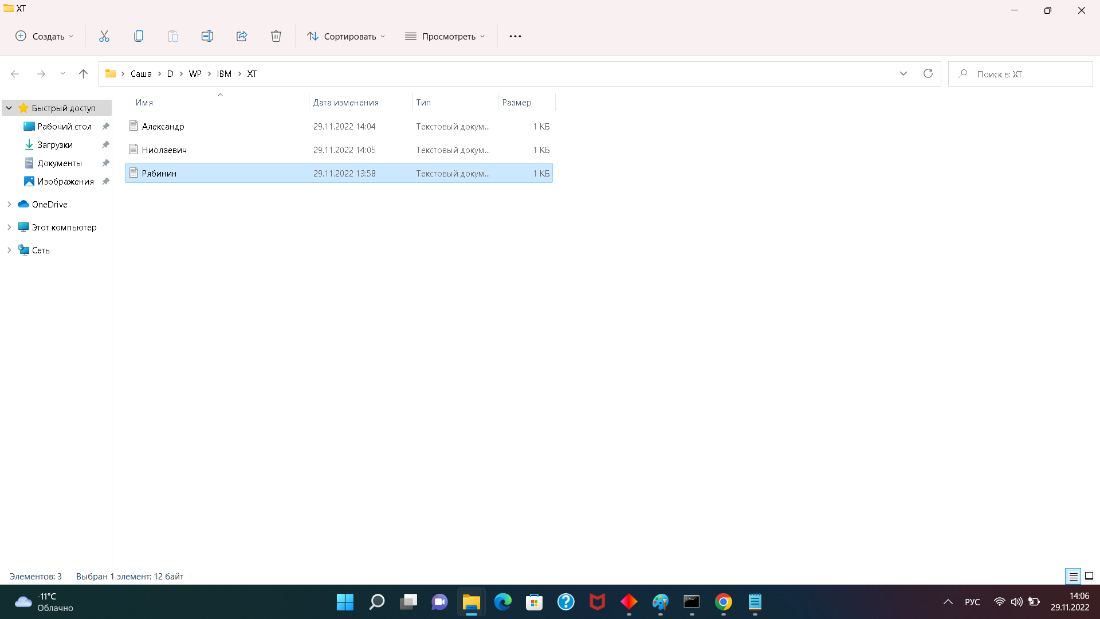 ХТ
Создать
Сортировать
Просмотреть
Саша > D > WP > IBM > XT
Поиск в: XT
Имя Дата изменения Тип Размер
Александр 29.11.2022 14:04 Текстовый докум... 1 КБ
Ниолаевич 29.11.2022 14:05 Текстовый докум... 1 КБ
Рябинин 29.11.2022 13:58 Текстовый докум... 1 КБ
Быстрый доступ
Рабочий стол
Загрузки
Документы
Изображения
OneDrive
Этот компьютер
Сеть
Элементов: 3 Выбран 1 элемент: 12 байт
-11°C
Облачно
РУС
14:06
29.11.2022